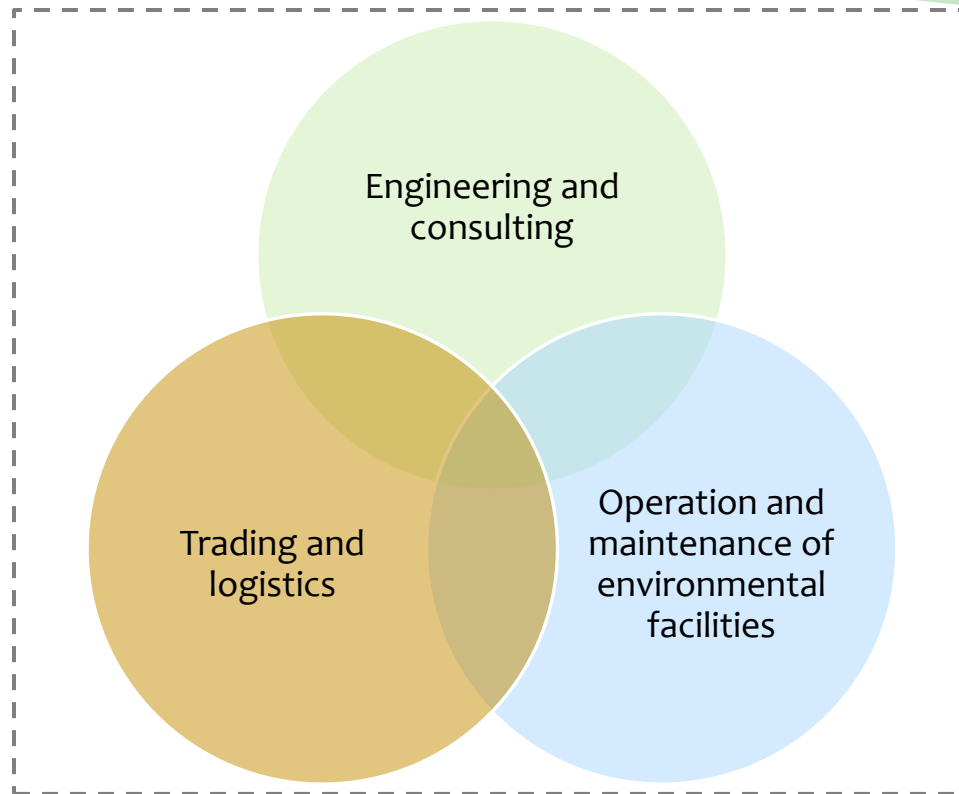 Engineering and
consulting
Trading and
logistics
Operation and
maintenance of
environmental
facilities